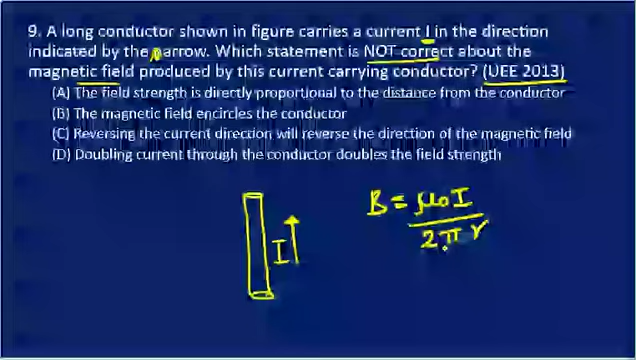 9. A long conductor shown in figure carries a current I in the direction
indicated by the arrow. Which statement is NOT correct about the
magnetic field produced by this current carrying conductor? (UEE 2013)
(A) The field strength is directly proportional to the distance from the conductor
(B) The magnetic field encircles the conductor
(C) Reversing the current direction will reverse the direction of the magnetic field
(D) Doubling current through the conductor doubles the field strength
I
B = μ₀I
2πr